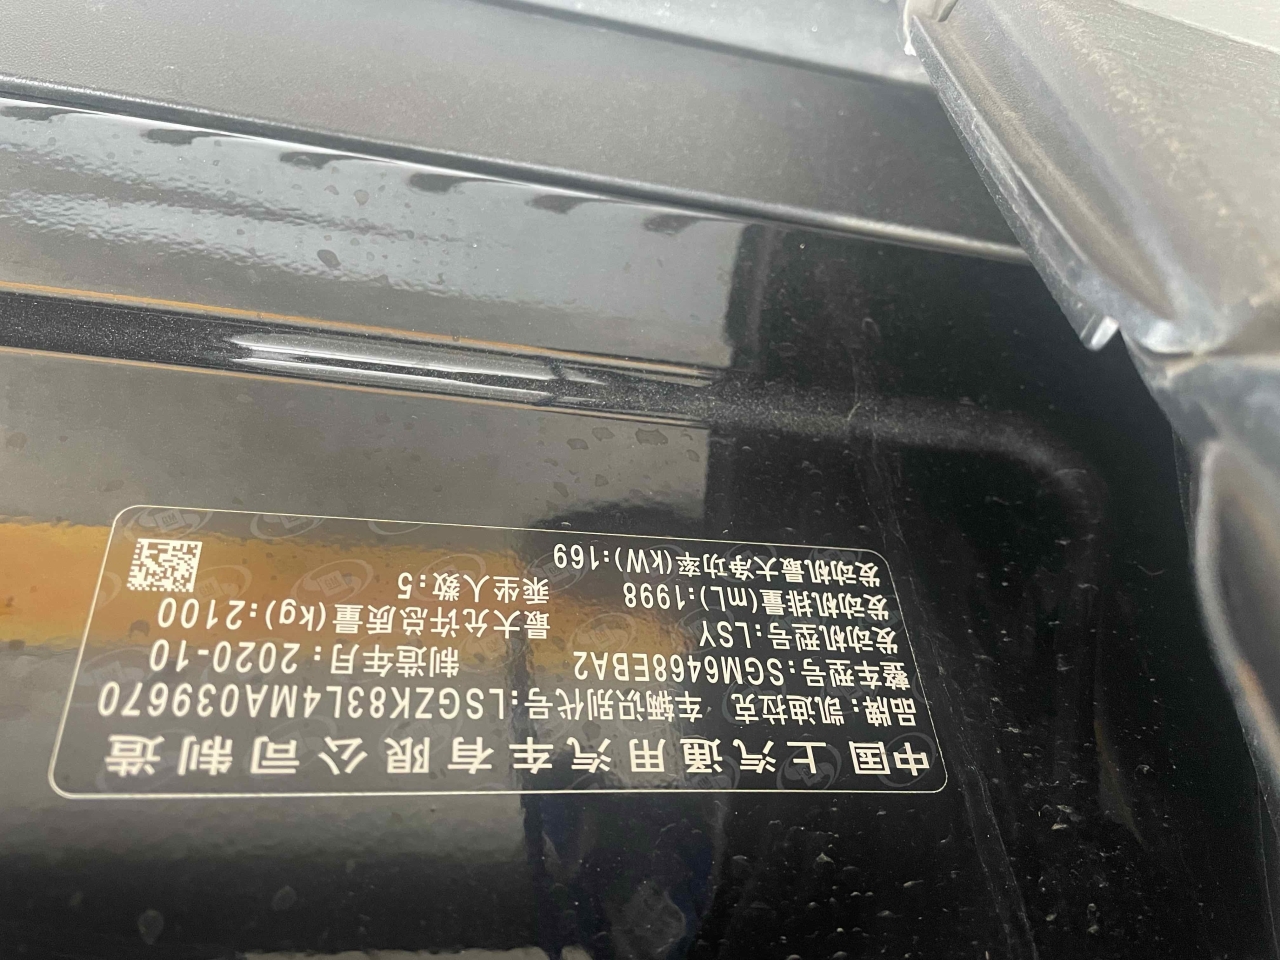 中国 上汽通用汽车有限公司制造
品牌：凯迪拉克 车辆识别代号：LSGZK83L4MA039670
整车型号：SGM6468EBA2 制造年月：2020-10
发动机型号：LSY 最大允许总质量(kg)：2100
发动机排量(mL)：1998 乘坐人数：5
发动机最大净功率(kW)：169